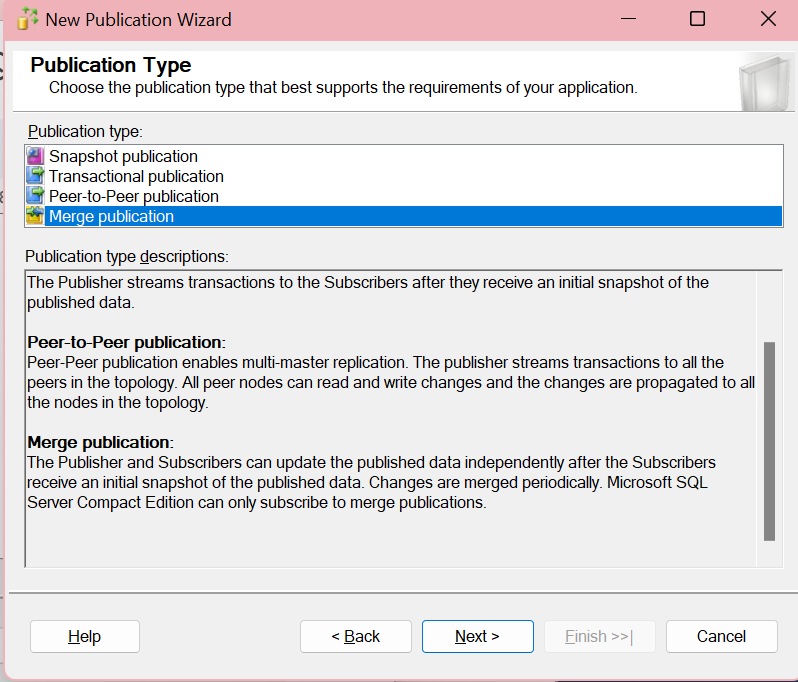 New Publication Wizard
Publication Type
Choose the publication type that best supports the requirements of your application.
Publication type:
Snapshot publication
Transactional publication
Peer-to-Peer publication
Merge publication
Publication type descriptions:
The Publisher streams transactions to the Subscribers after they receive an initial snapshot of the
published data.
Peer-to-Peer publication:
Peer-Peer publication enables multi-master replication. The publisher streams transactions to all the
peers in the topology. All peer nodes can read and write changes and the changes are propagated to all
the nodes in the topology.
Merge publication:
The Publisher and Subscribers can update the published data independently after the Subscribers
receive an initial snapshot of the published data. Changes are merged periodically. Microsoft SQL
Server Compact Edition can only subscribe to merge publications.
Help
< Back
Next >
Finish >>|
Cancel